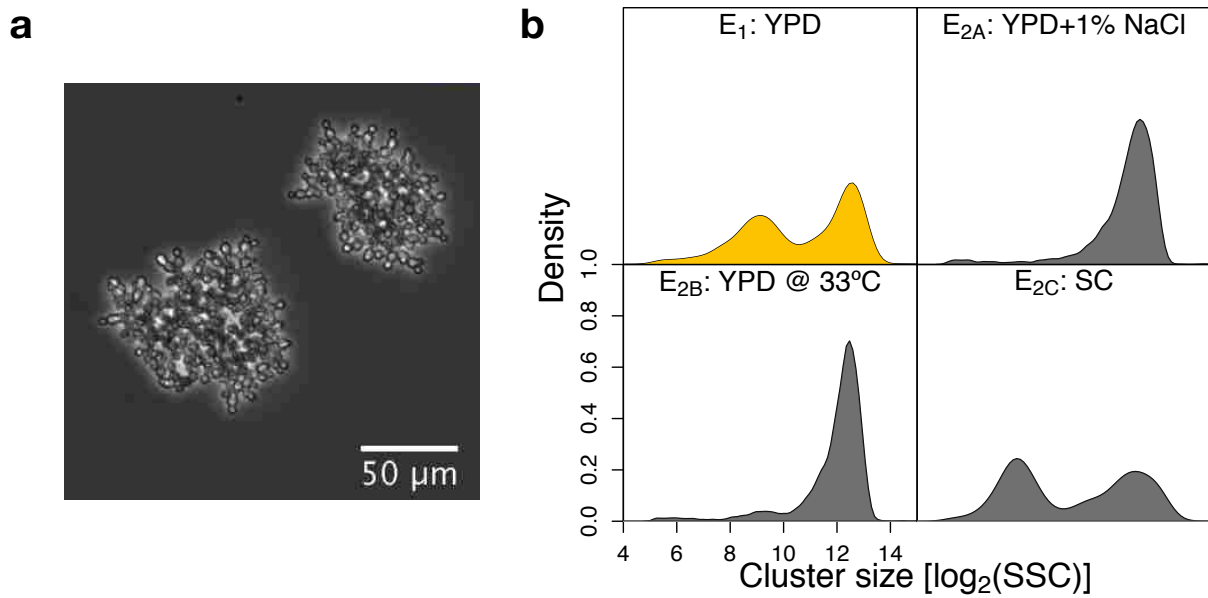 a
50 μm
b
E₁: YPD
E₂A: YPD+1% NaCl
E₂B: YPD @ 33ºC
E₂C: SC
Density
1.0
0.8
0.6
0.4
0.2
0.0
4 6 8 10 12 14
Cluster size [log₂(SSC)]